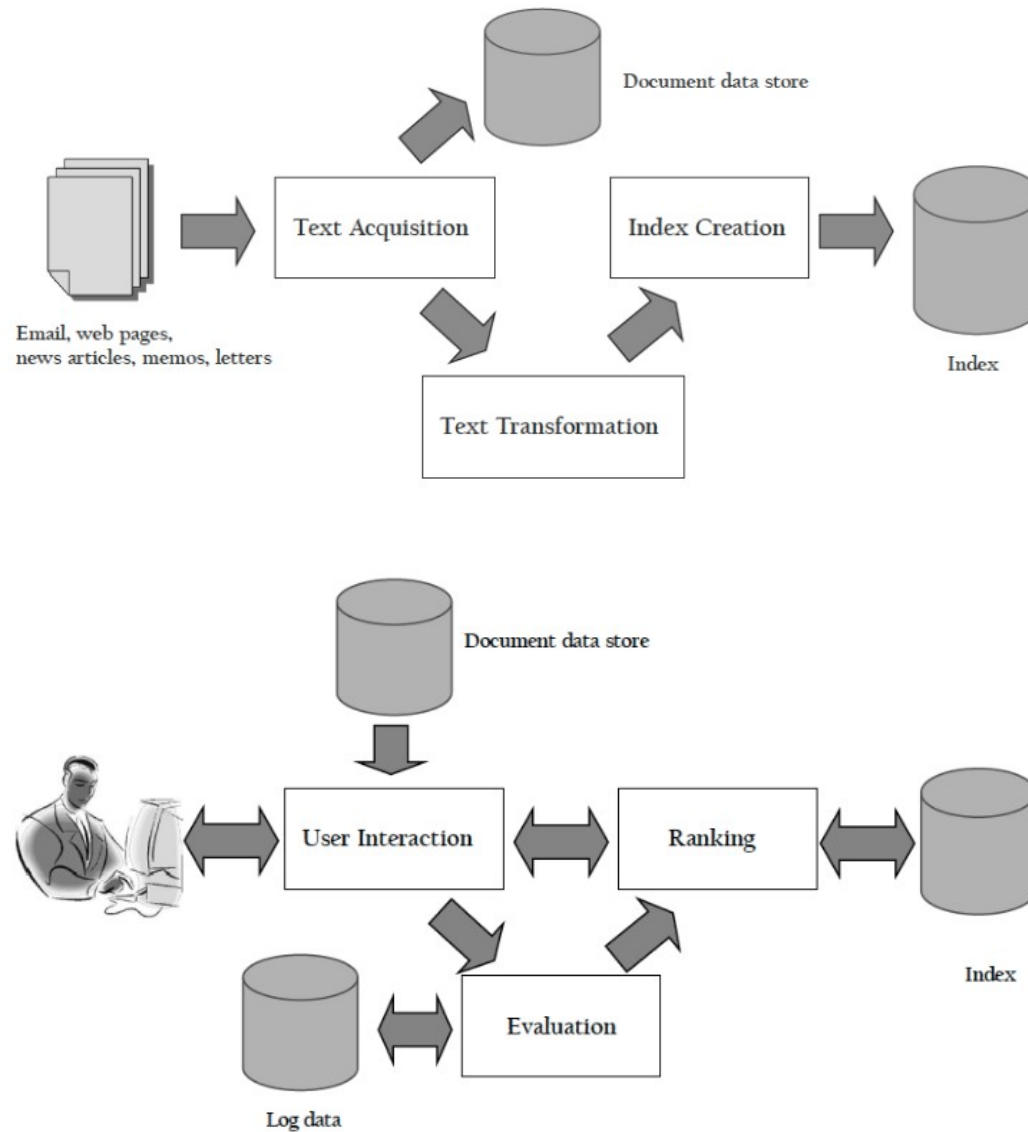 Document data store
Text Acquisition
Index Creation
Email, web pages,
news articles, memos, letters
Index
Text Transformation
Document data store
User Interaction
Ranking
Index
Evaluation
Log data